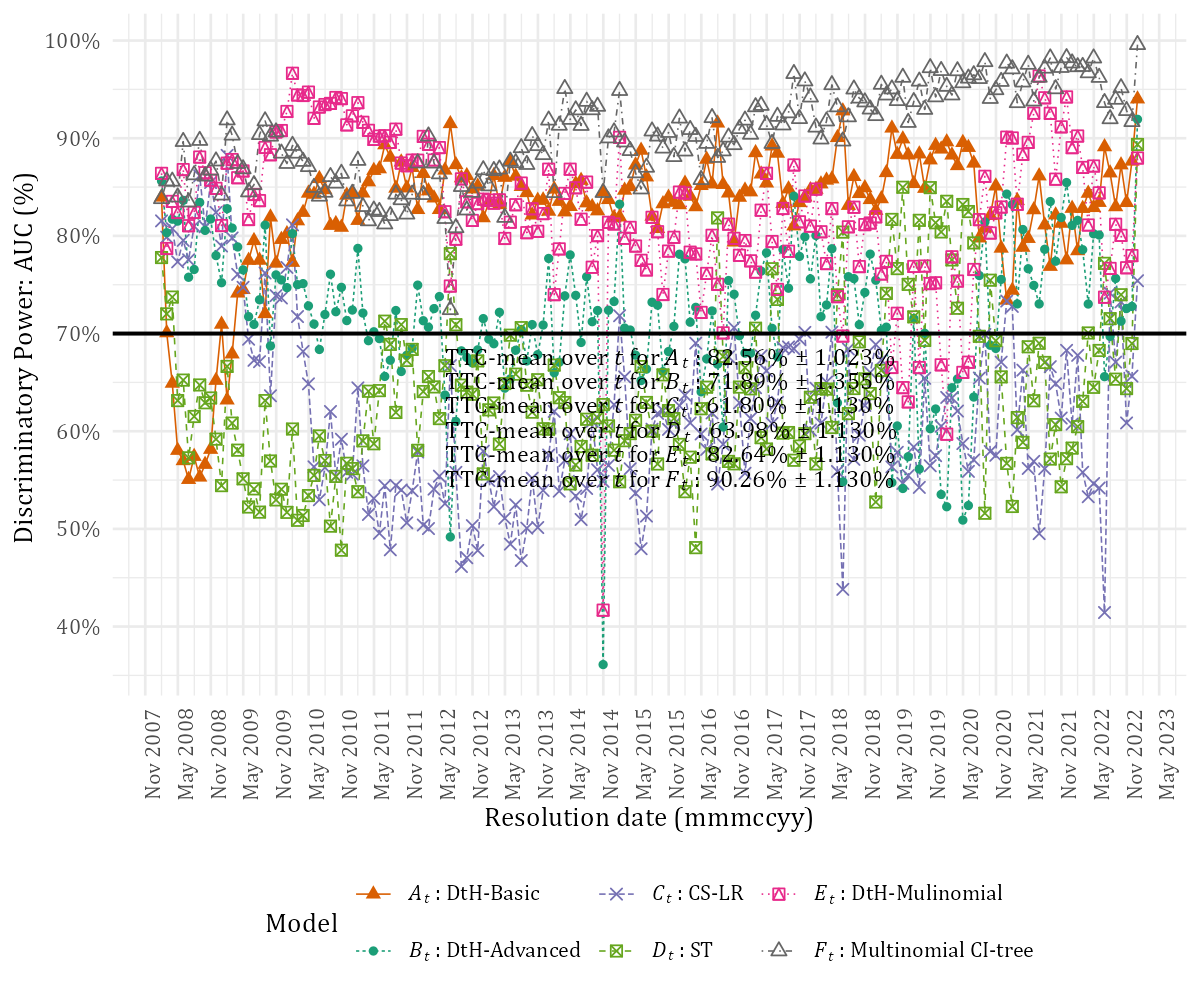 Discriminatory Power: AUC (%)
100%
90%
80%
70%
60%
50%
40%
TTC-mean over t for A_t : 82.56% ± 1.023%
TTC-mean over t for B_t : 71.89% ± 1.355%
TTC-mean over t for C_t : 61.80% ± 1.130%
TTC-mean over t for D_t : 63.98% ± 1.130%
TTC-mean over t for E_t : 82.64% ± 1.130%
TTC-mean over t for F_t : 90.26% ± 1.130%
Nov 2007
May 2008
Nov 2008
May 2009
Nov 2009
May 2010
Nov 2010
May 2011
Nov 2011
May 2012
Nov 2012
May 2013
Nov 2013
May 2014
Nov 2014
May 2015
Nov 2015
May 2016
Nov 2016
May 2017
Nov 2017
May 2018
Nov 2018
May 2019
Nov 2019
May 2020
Nov 2020
May 2021
Nov 2021
May 2022
Nov 2022
May 2023
Resolution date (mmmccyy)
Model
A_t : DtH-Basic
C_t : CS-LR
E_t : DtH-Mulinomial
B_t : DtH-Advanced
D_t : ST
F_t : Multinomial CI-tree